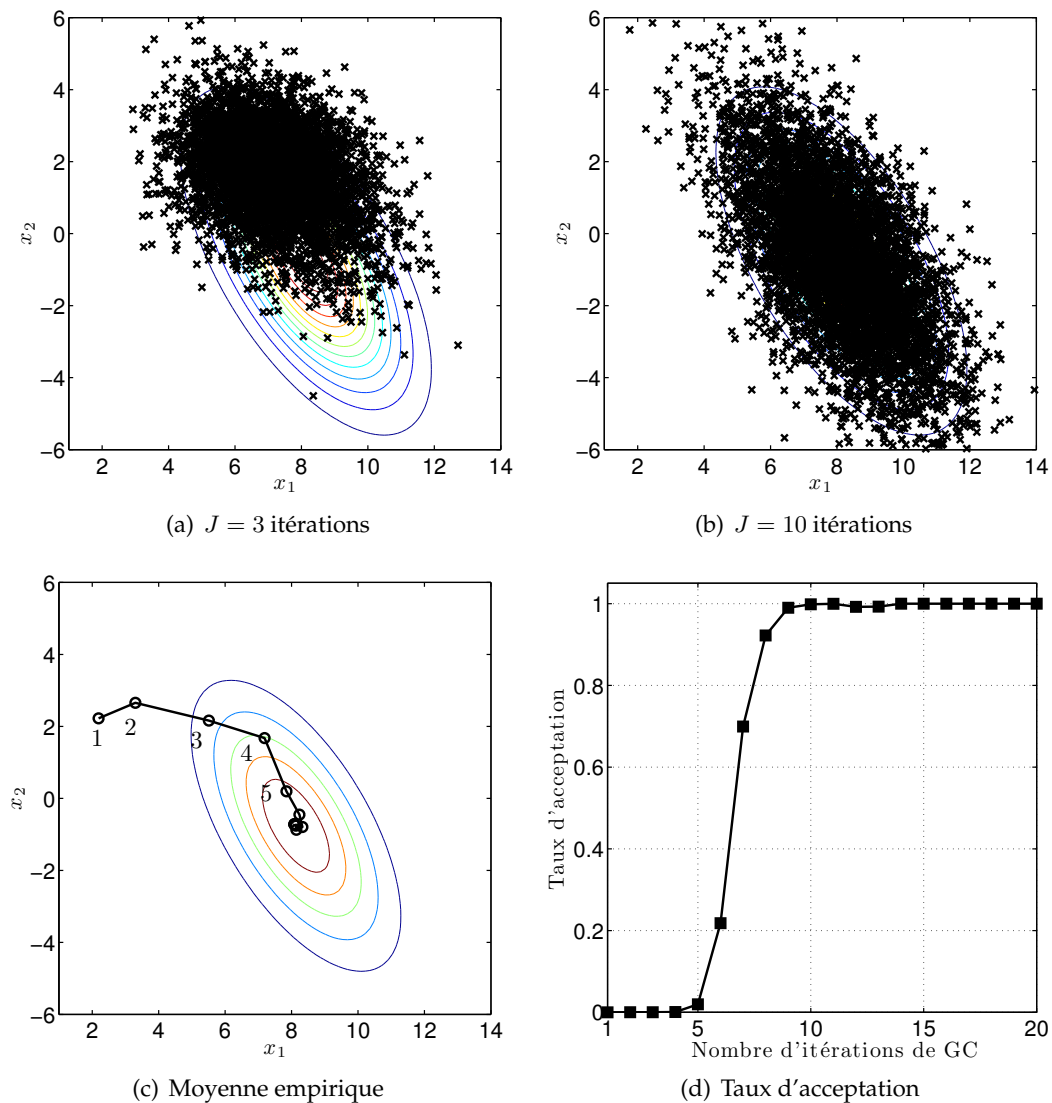 6
4
2
0
−2
−4
−6
x₂
2 4 6 8 10 12 14
x₁
(a) J = 3 itérations
6
4
2
0
−2
−4
−6
x₂
2 4 6 8 10 12 14
x₁
(b) J = 10 itérations
6
4
2
0
−2
−4
−6
x₂
1 2 3 4 5
2 4 6 8 10 12 14
x₁
(c) Moyenne empirique
1
0.8
0.6
0.4
0.2
0
Taux d'acceptation
1 5 10 15 20
Nombre d'itérations de GC
(d) Taux d'acceptation